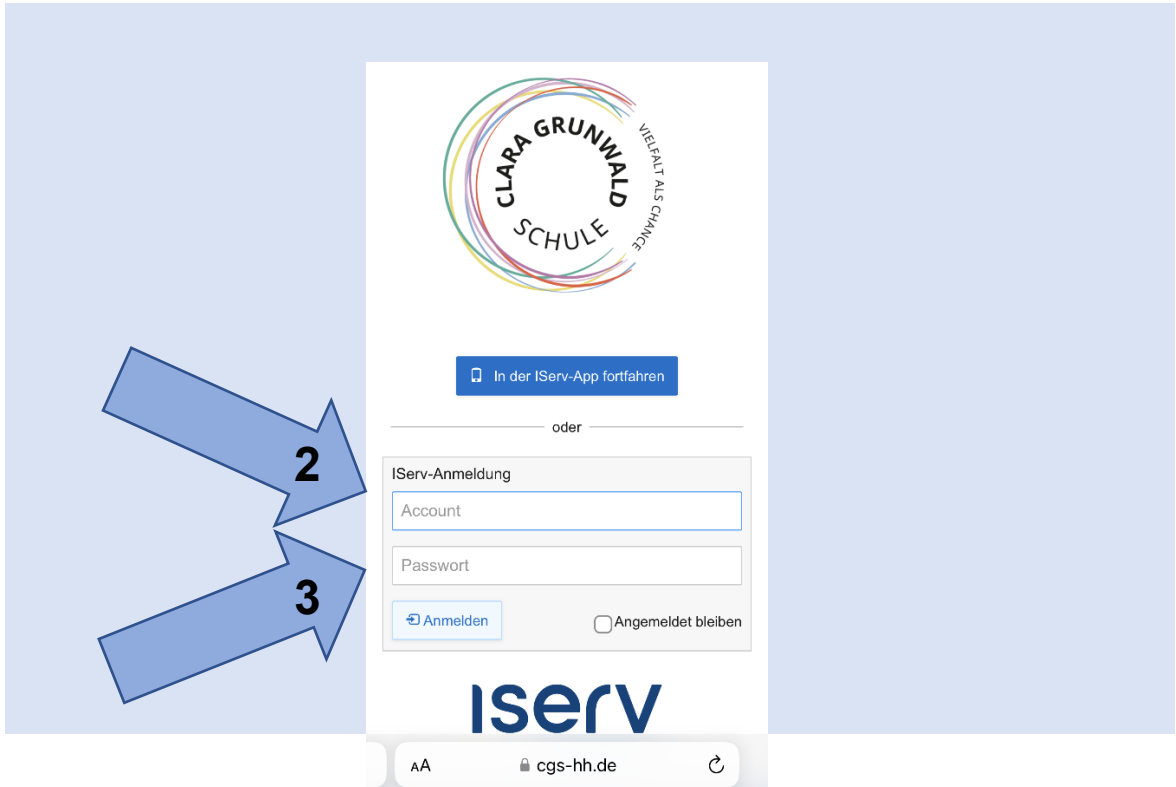 CLARA GRUNWALD
SCHULE
VIELFALT ALS CHANCE
In der IServ-App fortfahren
oder
2
IServ-Anmeldung
Account
Passwort
3
Anmelden
Angemeldet bleiben
ıserv
AA
cgs-hh.de